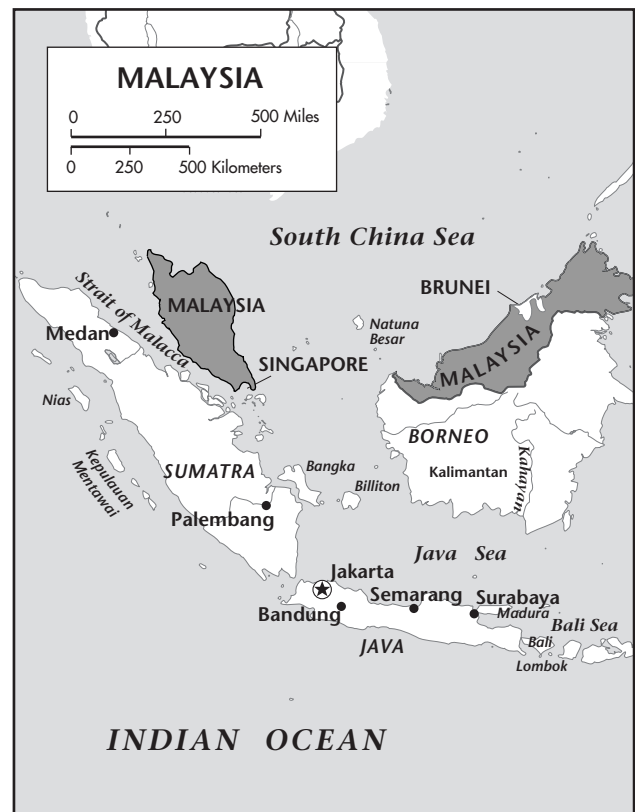 MALAYSIA
0 250 500 Miles
0 250 500 Kilometers
South China Sea
BRUNEI
MALAYSIA
Strait of Malacca
Natuna
Besar
Medan
MALAYSIA
SINGAPORE
Nias
BORNEO
Kepulauan
Mentawai
SUMATRA
Bangka
Kalimantan
Kahayan
Billiton
Palembang
Java Sea
Jakarta
Semarang
Surabaya
Bandung
Madura
Bali Sea
JAVA
Bali
Lombok
INDIAN OCEAN